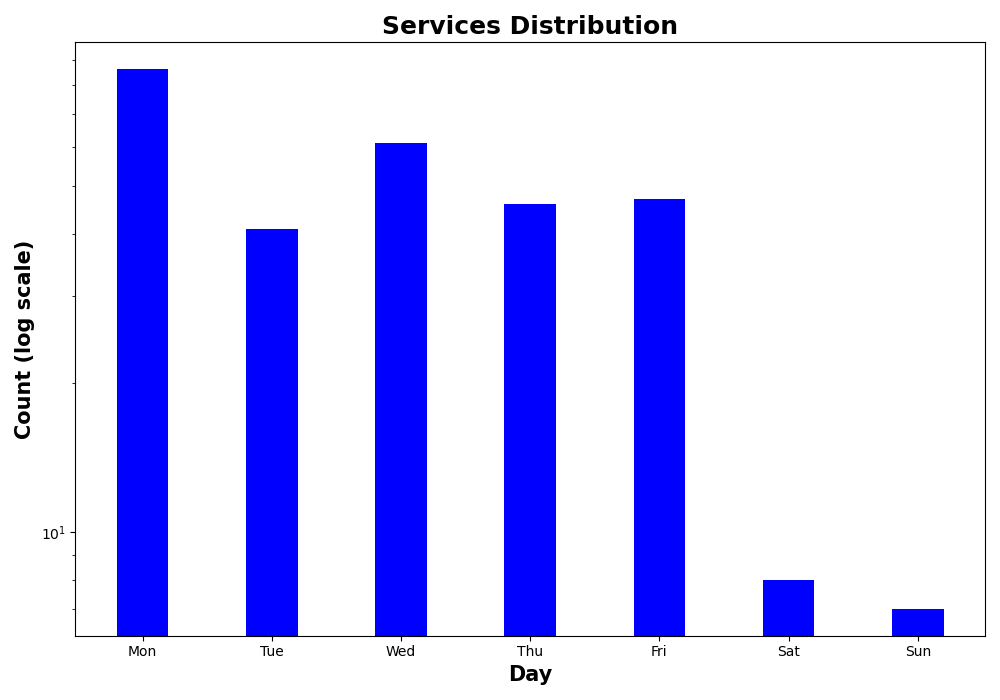 Services Distribution
Count (log scale)
10¹
Mon Tue Wed Thu Fri Sat Sun
Day